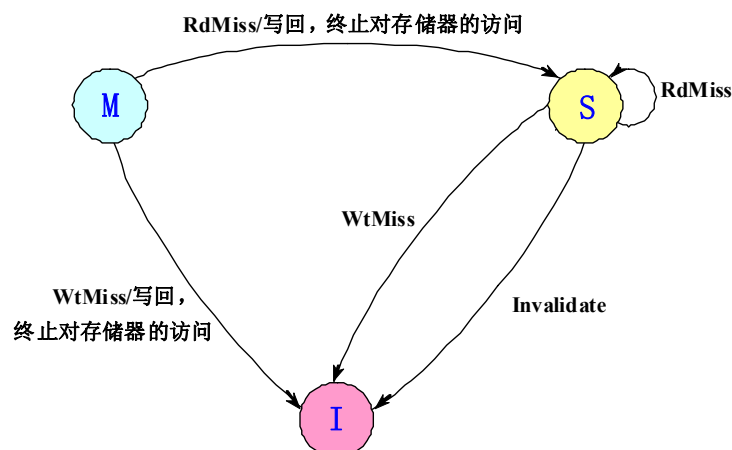 RdMiss/写回，终止对存储器的访问
M
S
RdMiss
WtMiss
WtMiss/写回，
终止对存储器的访问
Invalidate
I